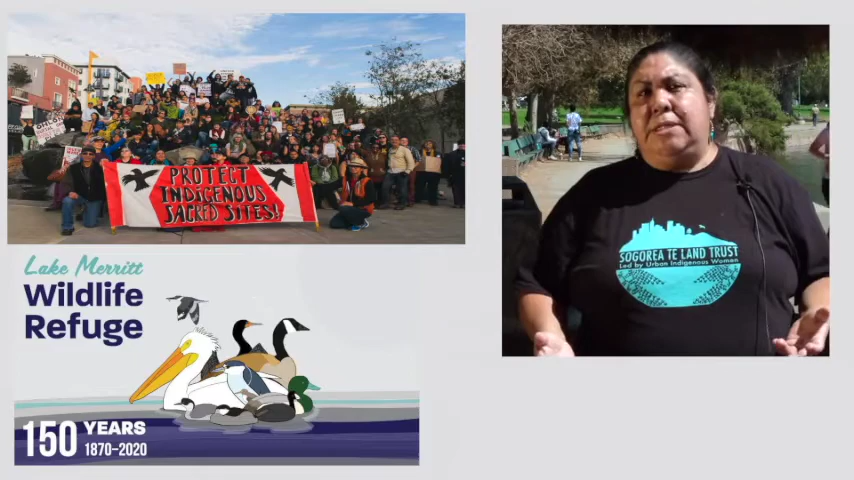 PROTECT
INDIGENOUS
SACRED SITES!
Lake Merritt
Wildlife
Refuge
150 YEARS
1870-2020
SOGOREA TE LAND TRUST
Led by Urban Indigenous Women